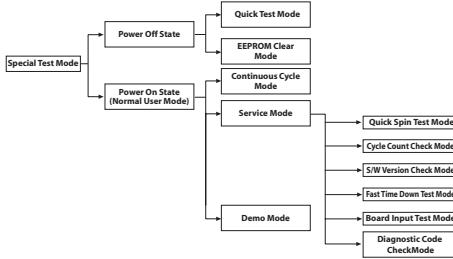 Special Test Mode
Power Off State
Quick Test Mode
EEPROM Clear
Mode
Power On State
(Normal User Mode)
Continuous Cycle
Mode
Service Mode
Quick Spin Test Mode
Cycle Count Check Mode
S/W Version Check Mode
Fast Time Down Test Mode
Board Input Test Mode
Diagnostic Code
CheckMode
Demo Mode